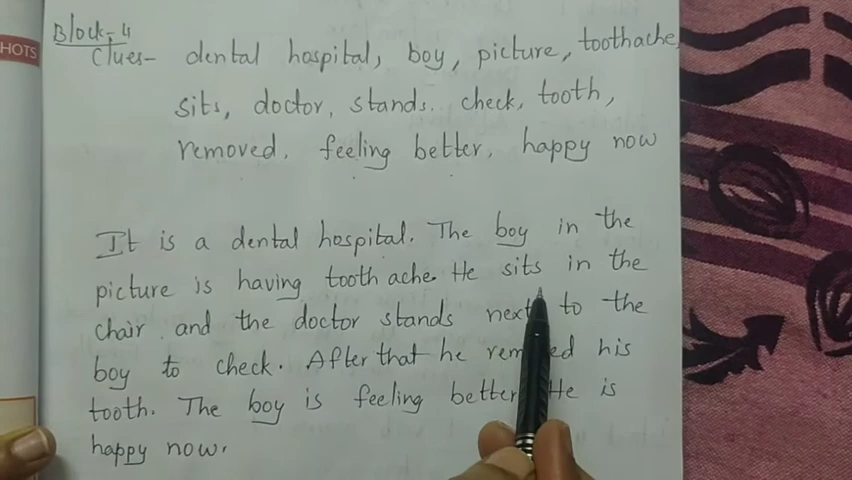 HOTS
Block-4
Clues- dental hospital, boy, picture, toothache,
sits, doctor, stands. check, tooth,
removed. feeling better. happy now
It is a dental hospital. The boy in the
picture is having tooth ache. He sits in the
chair and the doctor stands next to the
boy to check. After that he removed his
tooth. The boy is feeling better He is
happy now.